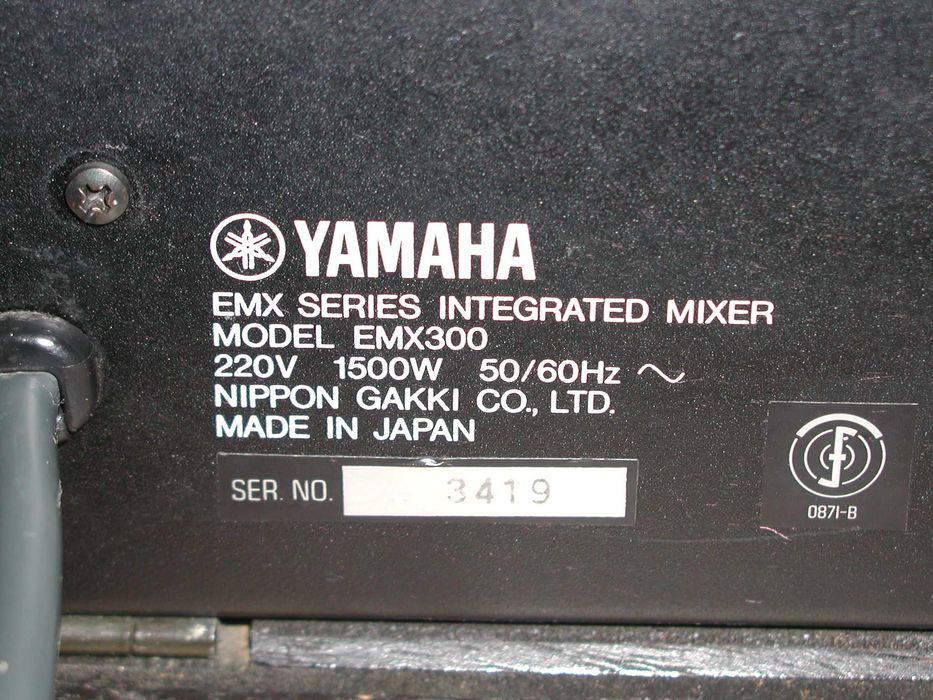 YAMAHA
EMX SERIES INTEGRATED MIXER
MODEL EMX300
220V 1500W 50/60Hz ~
NIPPON GAKKI CO., LTD.
MADE IN JAPAN
SER. NO. 3419
0871-B